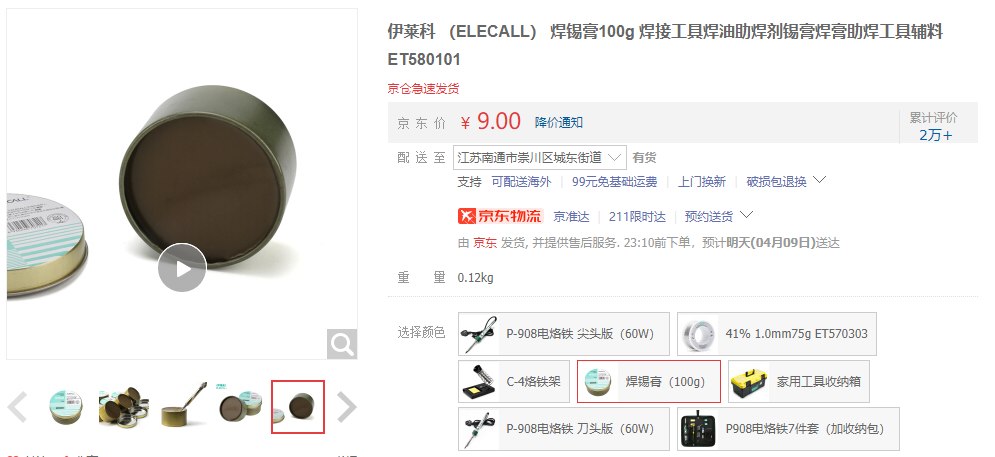 伊莱科 （ELECALL） 焊锡膏100g 焊接工具焊油助焊剂锡膏焊膏助焊工具辅料
ET580101
京仓急速发货
京 东 价 ￥ 9.00 降价通知
累计评价
2万+
配 送 至 江苏南通市崇川区城东街道 有货
支持 可配送海外 99元免基础运费 上门换新 破损包退换
京东物流 京准达 211限时达 预约送货
由 京东 发货, 并提供售后服务. 23:10前下单，预计明天(04月09日)送达
重 量 0.12kg
选择颜色
P-908电烙铁 尖头版（60W）
41% 1.0mm75g ET570303
C-4烙铁架
焊锡膏（100g）
家用工具收纳箱
P-908电烙铁 刀头版（60W）
P908电烙铁7件套（加收纳包）